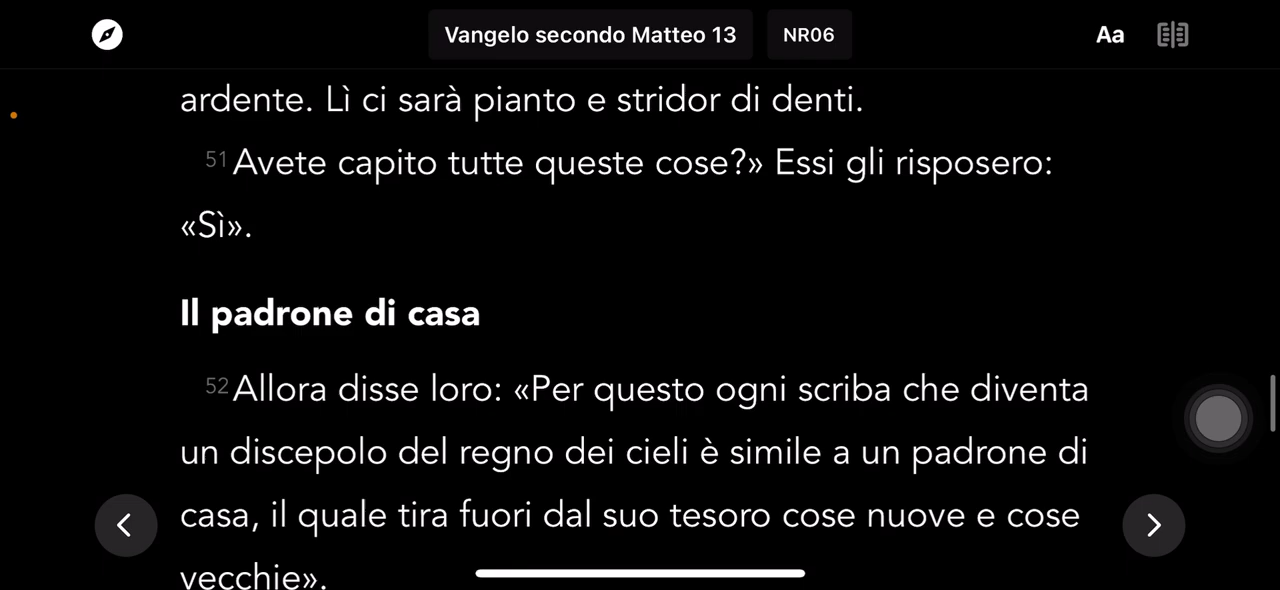 Vangelo secondo Matteo 13 NR06 Aa
ardente. Lì ci sarà pianto e stridor di denti.
51 Avete capito tutte queste cose?» Essi gli risposero:
«Sì».
Il padrone di casa
52 Allora disse loro: «Per questo ogni scriba che diventa
un discepolo del regno dei cieli è simile a un padrone di
casa, il quale tira fuori dal suo tesoro cose nuove e cose
vecchie».